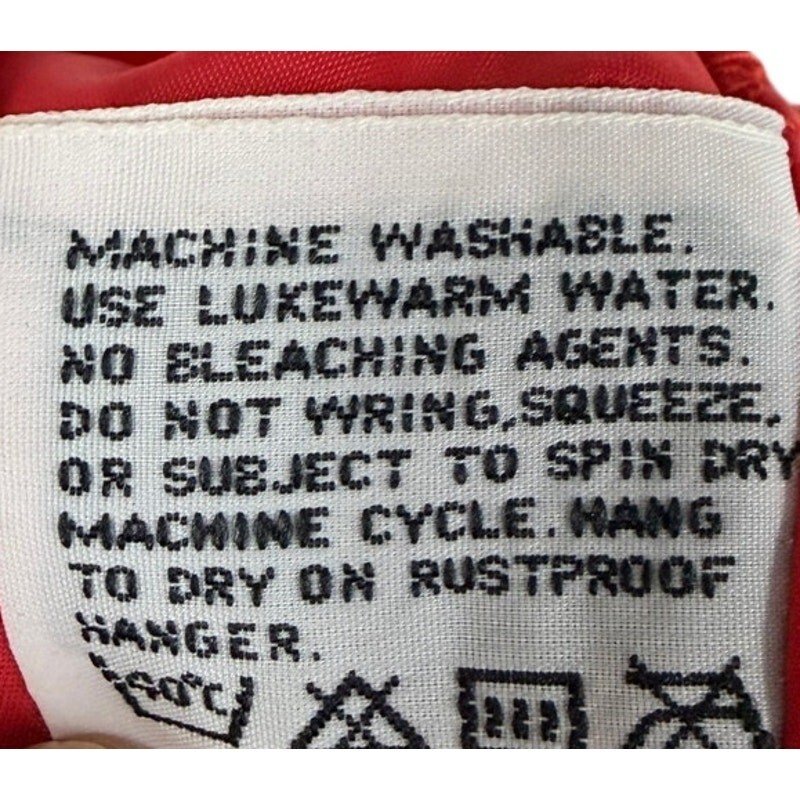 MACHINE WASHABLE.
USE LUKEWARM WATER.
NO BLEACHING AGENTS.
DO NOT WRING,SQUEEZE,
OR SUBJECT TO SPIN DRY
MACHINE CYCLE. HANG
TO DRY ON RUSTPROOF
HANGER.
40°C